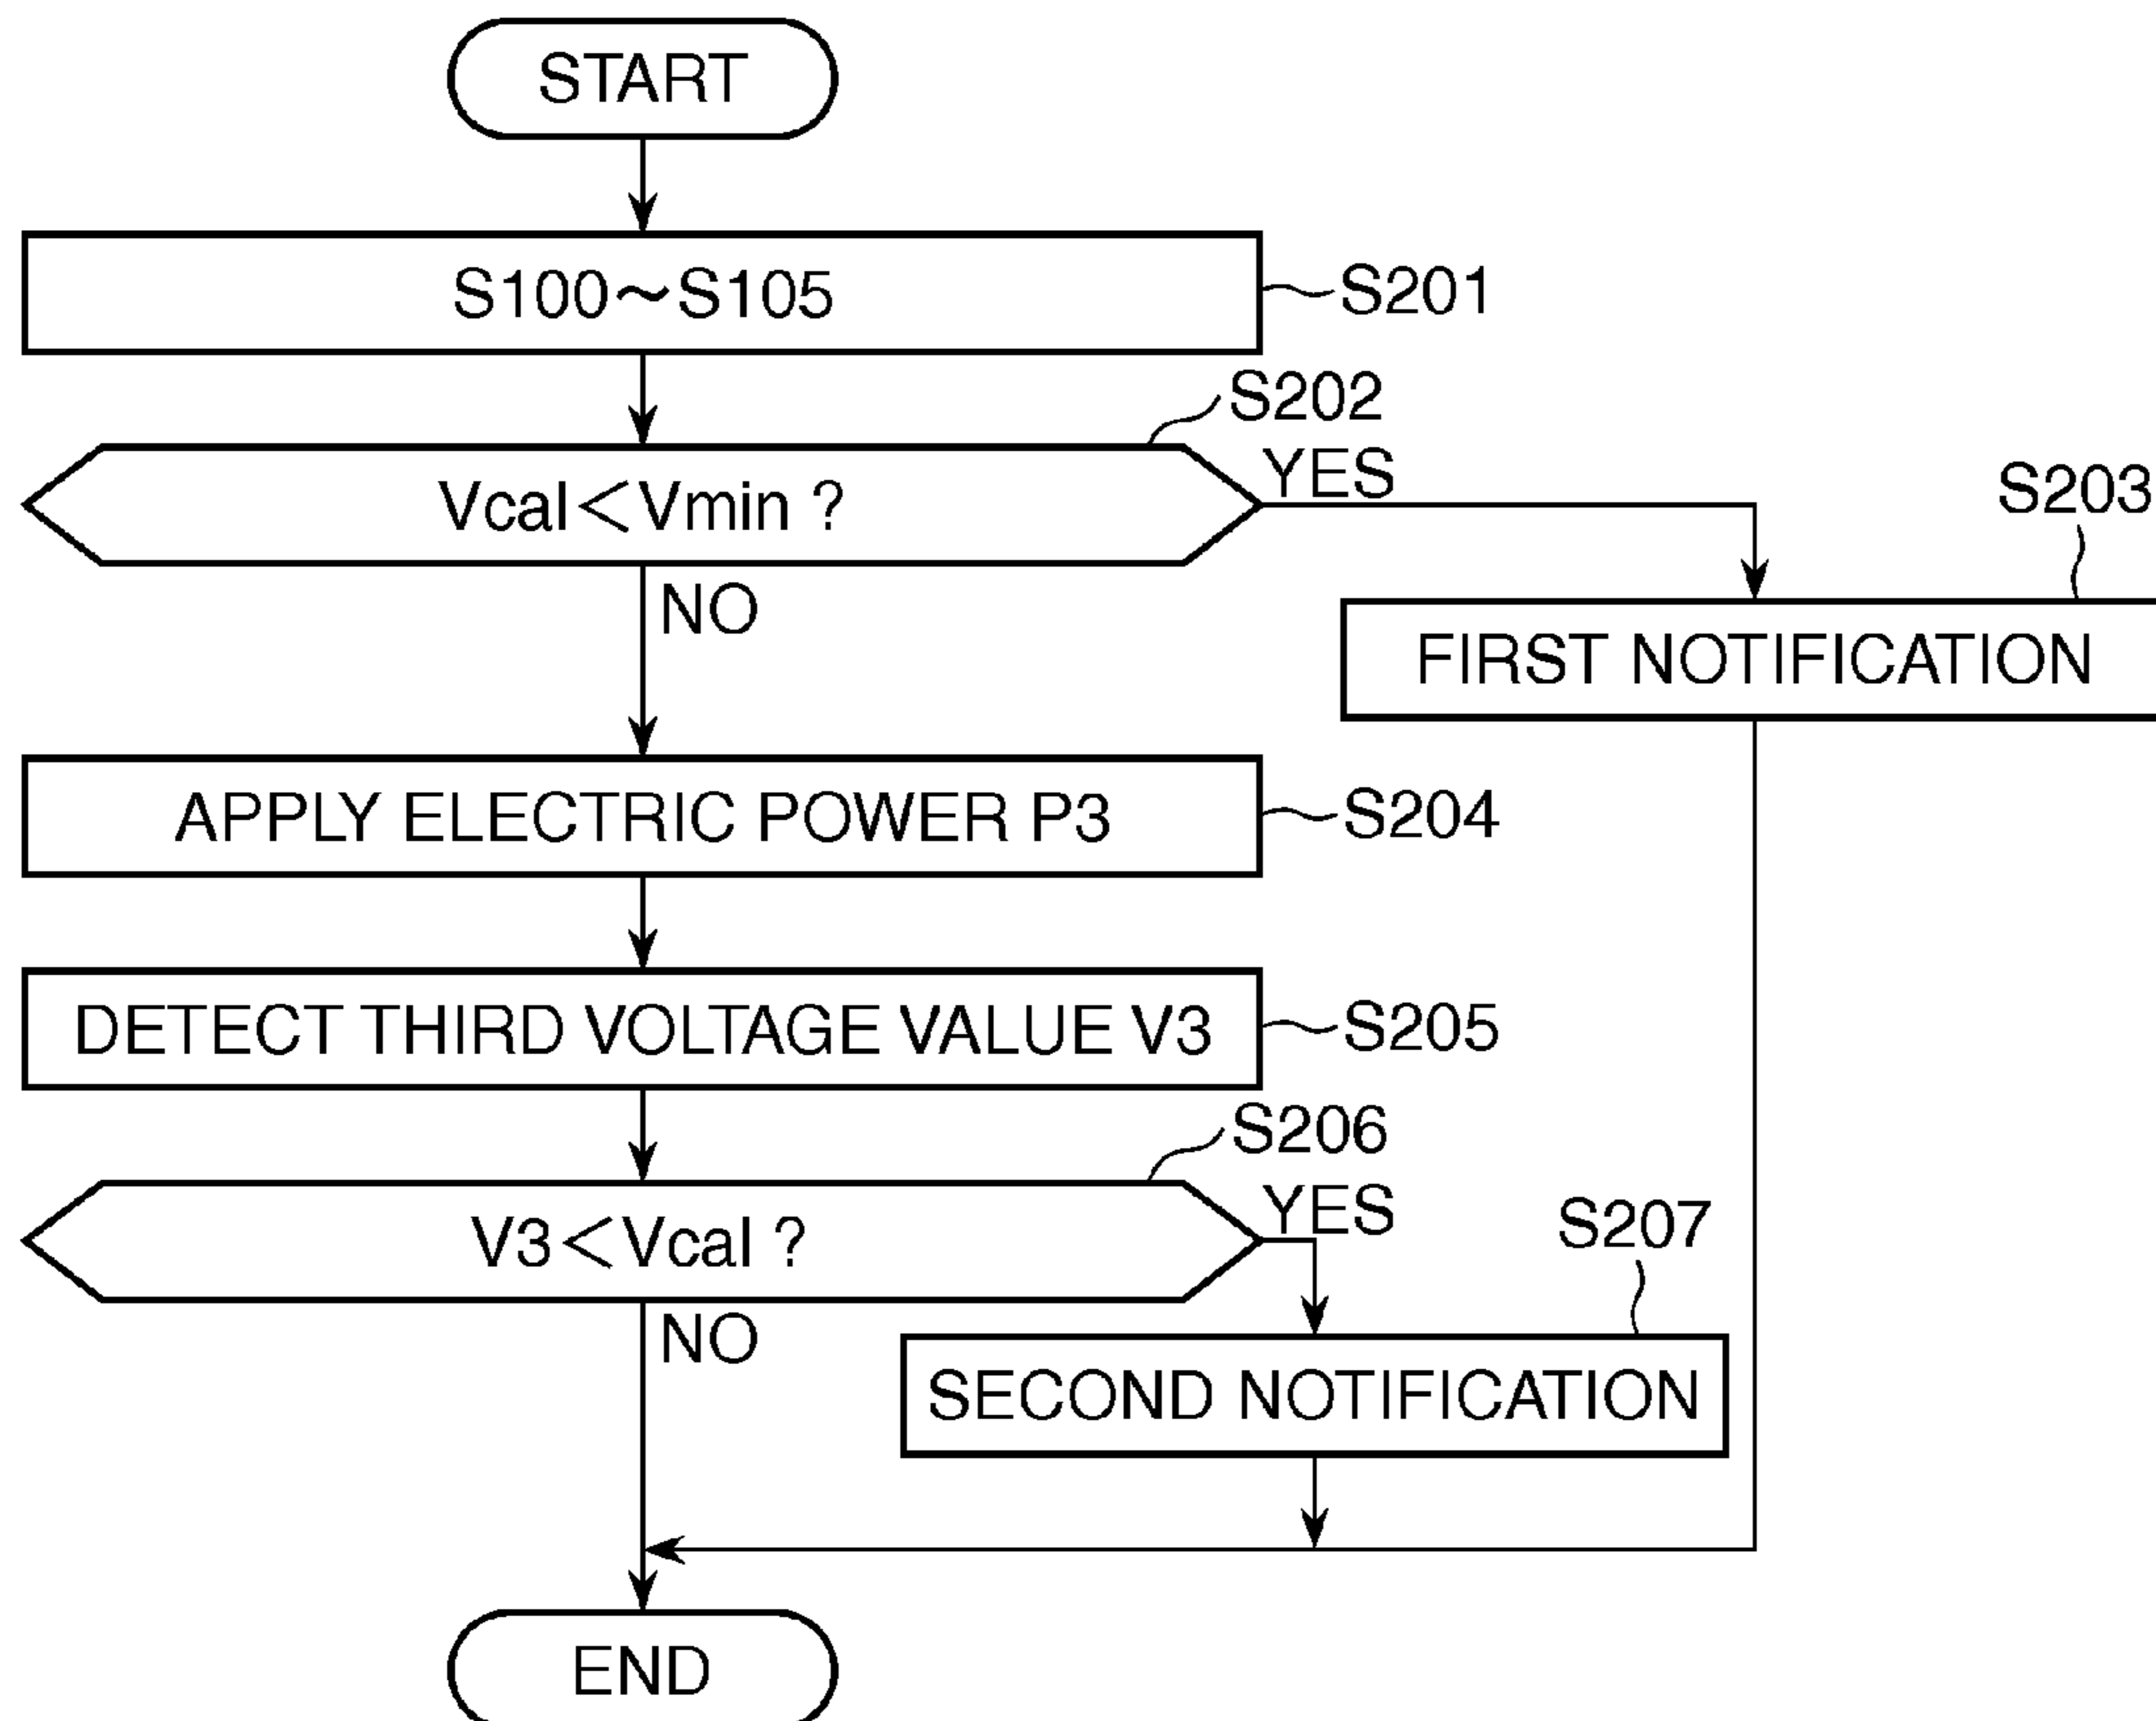 START
S100~S105
S201
S202
Vcal<Vmin ?
YES
S203
NO
FIRST NOTIFICATION
APPLY ELECTRIC POWER P3
S204
DETECT THIRD VOLTAGE VALUE V3
S205
S206
V3<Vcal ?
YES
S207
NO
SECOND NOTIFICATION
END